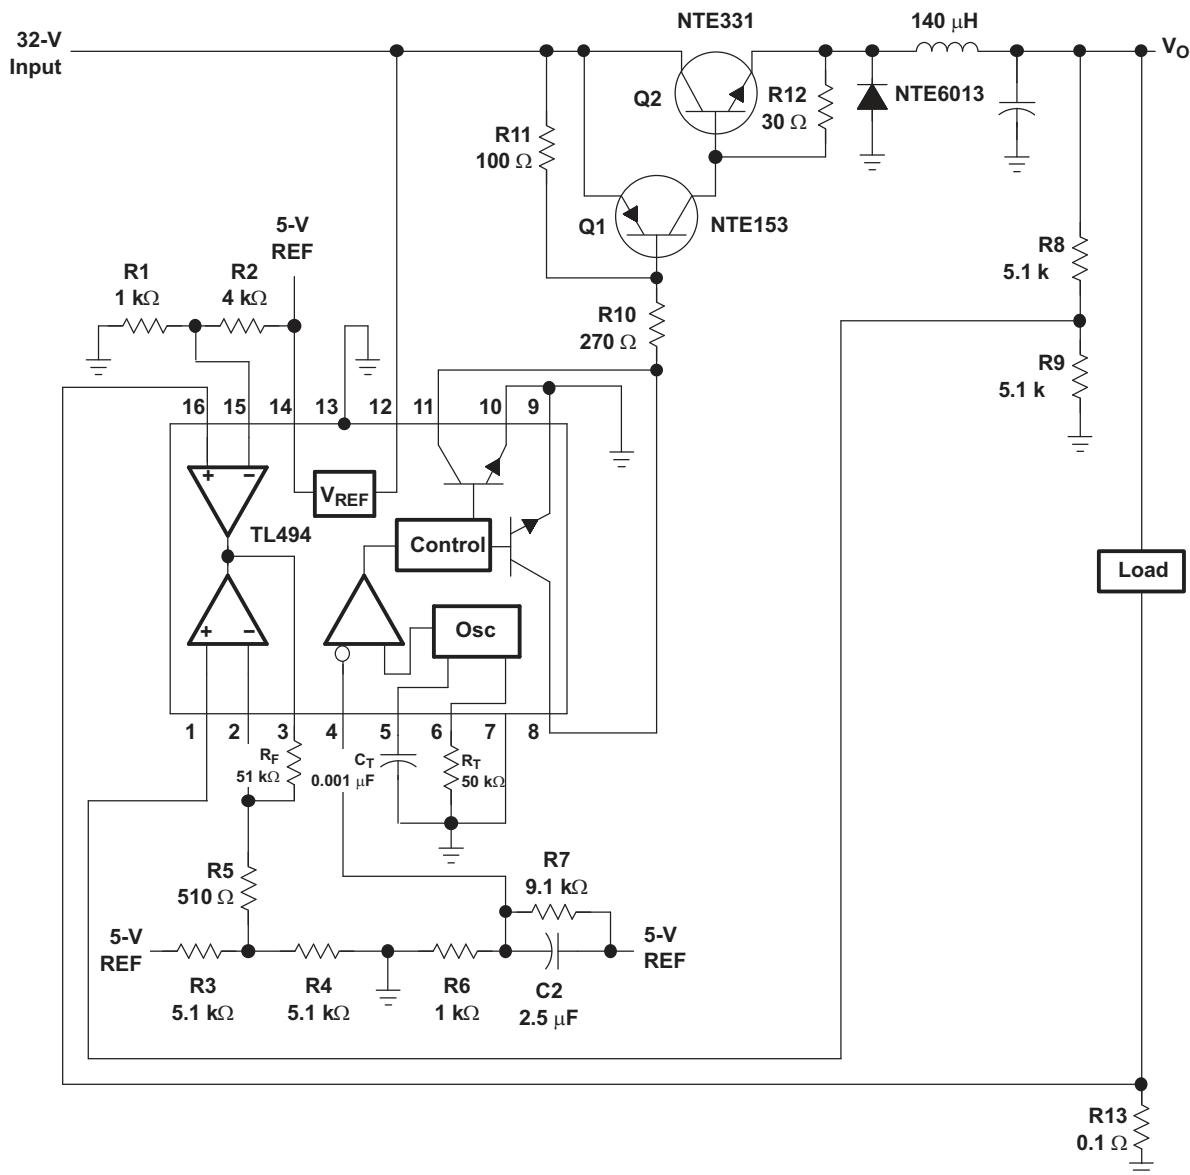 NTE331
140 μH
32-V
Input
VO
Q2
R12
30 Ω
NTE6013
R11
100 Ω
Q1
NTE153
5-V
REF
R1
1 kΩ
R2
4 kΩ
R8
5.1 k
R10
270 Ω
R9
5.1 k
16 15 14 13 12 11 10 9
+ −
VREF
TL494
Control
Load
+ −
Osc
1 2 3 4 5 6 7 8
RF
51 kΩ
CT
0.001 μF
RT
50 kΩ
R5
510 Ω
R7
9.1 kΩ
5-V
REF
5-V
REF
R3
5.1 kΩ
R4
5.1 kΩ
R6
1 kΩ
C2
2.5 μF
R13
0.1 Ω